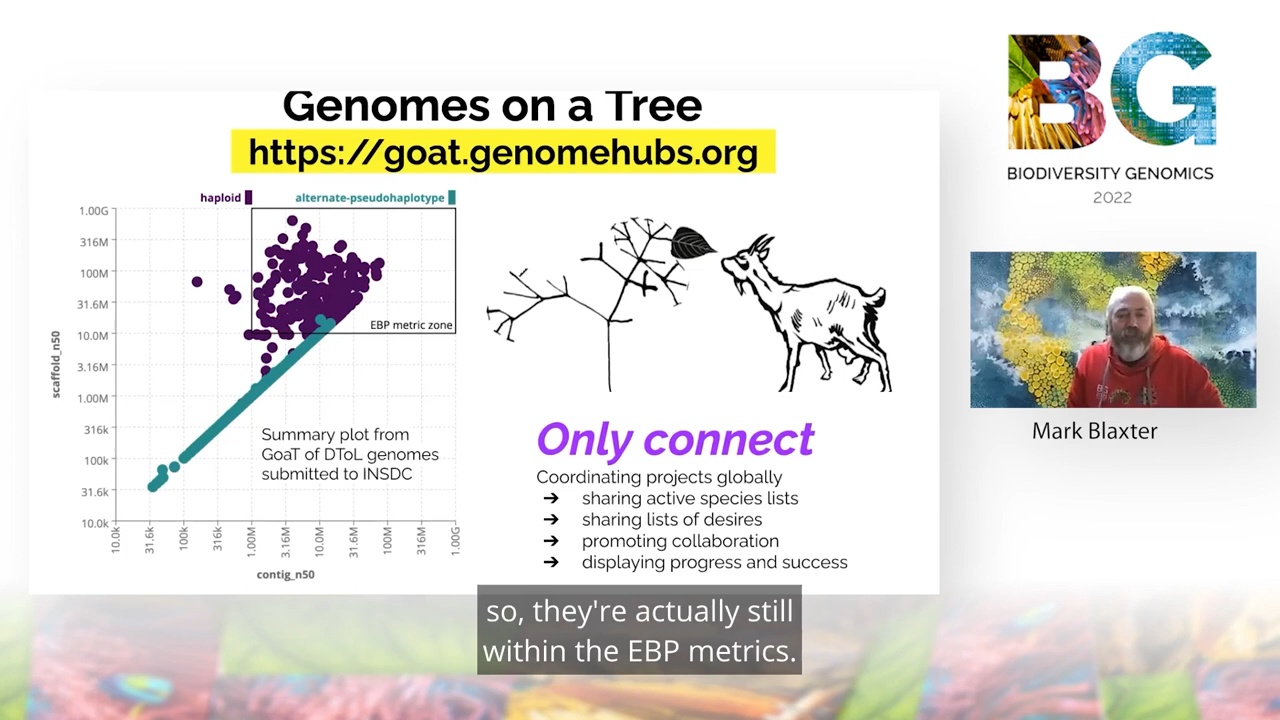 Genomes on a Tree
https://goat.genomehubs.org
haploid
alternate-pseudohaplotype
1.00G
316M
100M
31.6M
10.0M
3.16M
1.00M
316k
100k
31.6k
10.0k
scaffold_n50
EBP metric zone
Summary plot from
GoaT of DToL genomes
submitted to INSDC
10.0k
31.6k
100k
316k
1.00M
3.16M
10.0M
31.6M
100M
316M
1.00G
contig_n50
Only connect
Coordinating projects globally
➔ sharing active species lists
➔ sharing lists of desires
➔ promoting collaboration
➔ displaying progress and success
BG
BIODIVERSITY GENOMICS
2022
Mark Blaxter
so, they're actually still
within the EBP metrics.